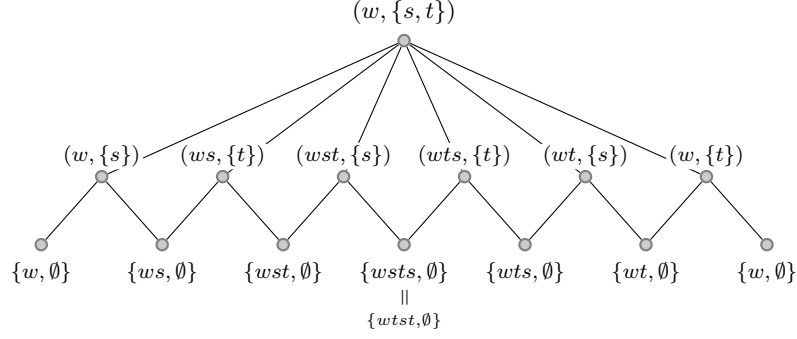 (w, {s, t})
(w, {s}) (ws, {t}) (wst, {s}) (wts, {t}) (wt, {s}) (w, {t})
{w, ∅} {ws, ∅} {wst, ∅} {wsts, ∅} {wts, ∅} {wt, ∅} {w, ∅}
||
{wtst,∅}